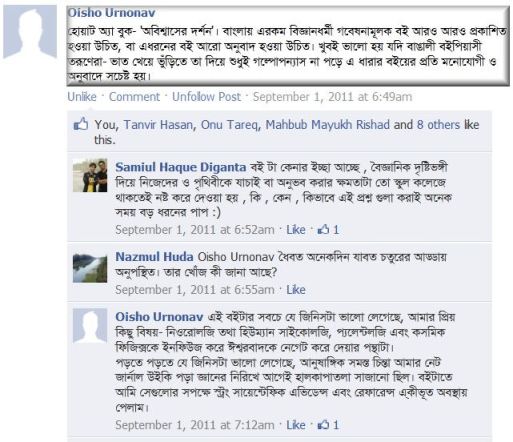 Oisho Urnonav
হোয়াট অ্যা বুক- 'অবিশ্বাসের দর্শন'। বাংলায় এরকম বিজ্ঞানধর্মী গবেষনামূলক বই আরও আরও প্রকাশিত
হওয়া উচিত, বা এধরনের বই আরো অনুবাদ হওয়া উচিত। খুবই ভালো হয় যদি বাঙালী বইপিয়াসী
তরূণেরা- ভাত খেয়ে ভুঁড়িতে তা দিয়ে শুধুই গল্পোপন্যাস না পড়ে এ ধারার বইয়ের প্রতি মনোযোগী ও
অনুবাদে সচেষ্ট হয়।
Unlike · Comment · Unfollow Post · September 1, 2011 at 6:49am
You, Tanvir Hasan, Onu Tareq, Mahbub Mayukh Rishad and 8 others like
this.
Samiul Haque Diganta বই টা কেনার ইচ্ছা আছে , বৈজ্ঞানিক দৃষ্টিভঙ্গী
দিয়ে নিজেদের ও পৃথিবীকে যাচাই বা অনুভব করার ক্ষমতাটা তো স্কুল কলেজে
থাকতেই নষ্ট করে দেওয়া হয় , কি , কেন , কিভাবে এই প্রশ্ন গুলা করাই অনেক
সময় বড় ধরনের পাপ :)
September 1, 2011 at 6:52am · Like · 1
Nazmul Huda Oisho Urnonav ধৈবত অনেকদিন যাবত চতুরের আড্ডায়
অনুপস্থিত। তার খোঁজ কী জানা আছে?
September 1, 2011 at 6:55am · Like
Oisho Urnonav এই বইটার সবচে যে জিনিসটা ভালো লেগেছে, আমার প্রিয়
কিছু বিষয়- নিওরোলজি তথা হিউম্যান সাইকোলজি, প্যলেন্টলজি এবং কসমিক
ফিজিক্সকে ইনফিউজ করে ঈশ্বরবাদকে নেগেট করে দেয়ার পন্থাটা।
পড়তে পড়তে যে জিনিসটা ভালো লেগেছে, আনুষাঙ্গিক সমস্ত চিন্তা আমার নেট
জার্নাল উইকি পড়া জ্ঞানের নিরিখে আগেই হালকাপাতলা সাজানো ছিল। বইটাতে
আমি সেগুলোর সপক্ষে স্ট্রং সায়েন্টেফিক এভিডেন্স এবং রেফারেন্স একীভূত অবস্থায়
পেলাম।
September 1, 2011 at 7:12am · Like · 1